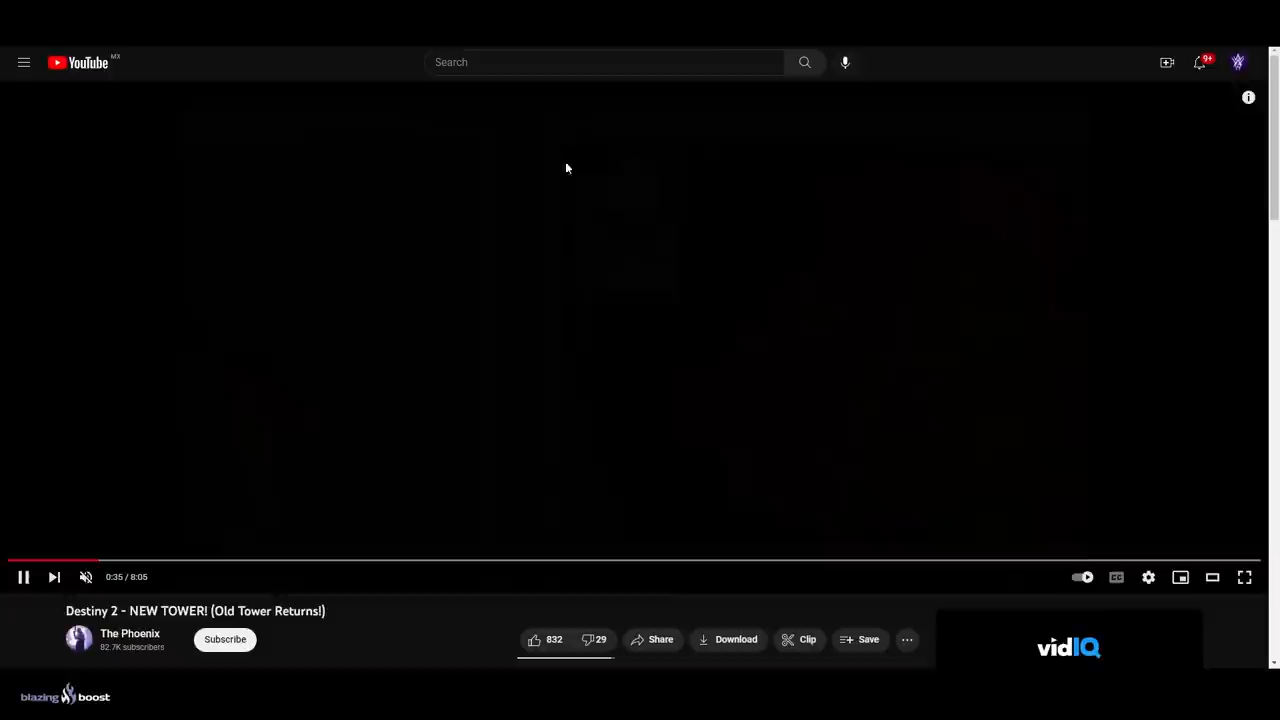 YouTube MX
Search
9+
0:35 / 8:05
CC
Destiny 2 - NEW TOWER! (Old Tower Returns!)
The Phoenix
82.7K subscribers
Subscribe
832
29
Share
Download
Clip
Save
vidIQ
blazing boost